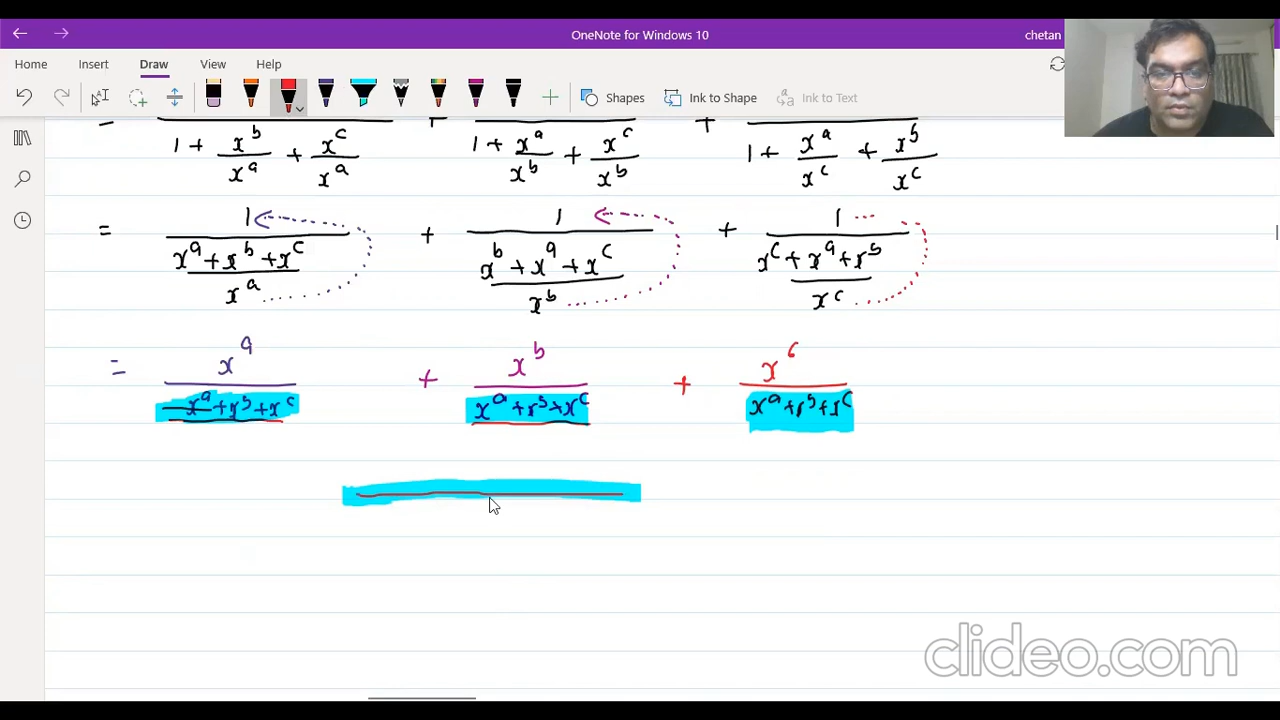 OneNote for Windows 10
chetan
Home Insert Draw View Help
Shapes Ink to Shape Ink to Text
= 1 + x^b/x^a + x^c/x^a + 1 + x^a/x^b + x^c/x^b + 1 + x^a/x^c + x^b/x^c
= 1/((x^a + x^b + x^c)/x^a) + 1/((x^b + x^a + x^c)/x^b) + 1/((x^c + x^a + x^b)/x^c)
= x^a/(x^a + x^b + x^c) + x^b/(x^a + x^b + x^c) + x^c/(x^a + x^b + x^c)
clideo.com